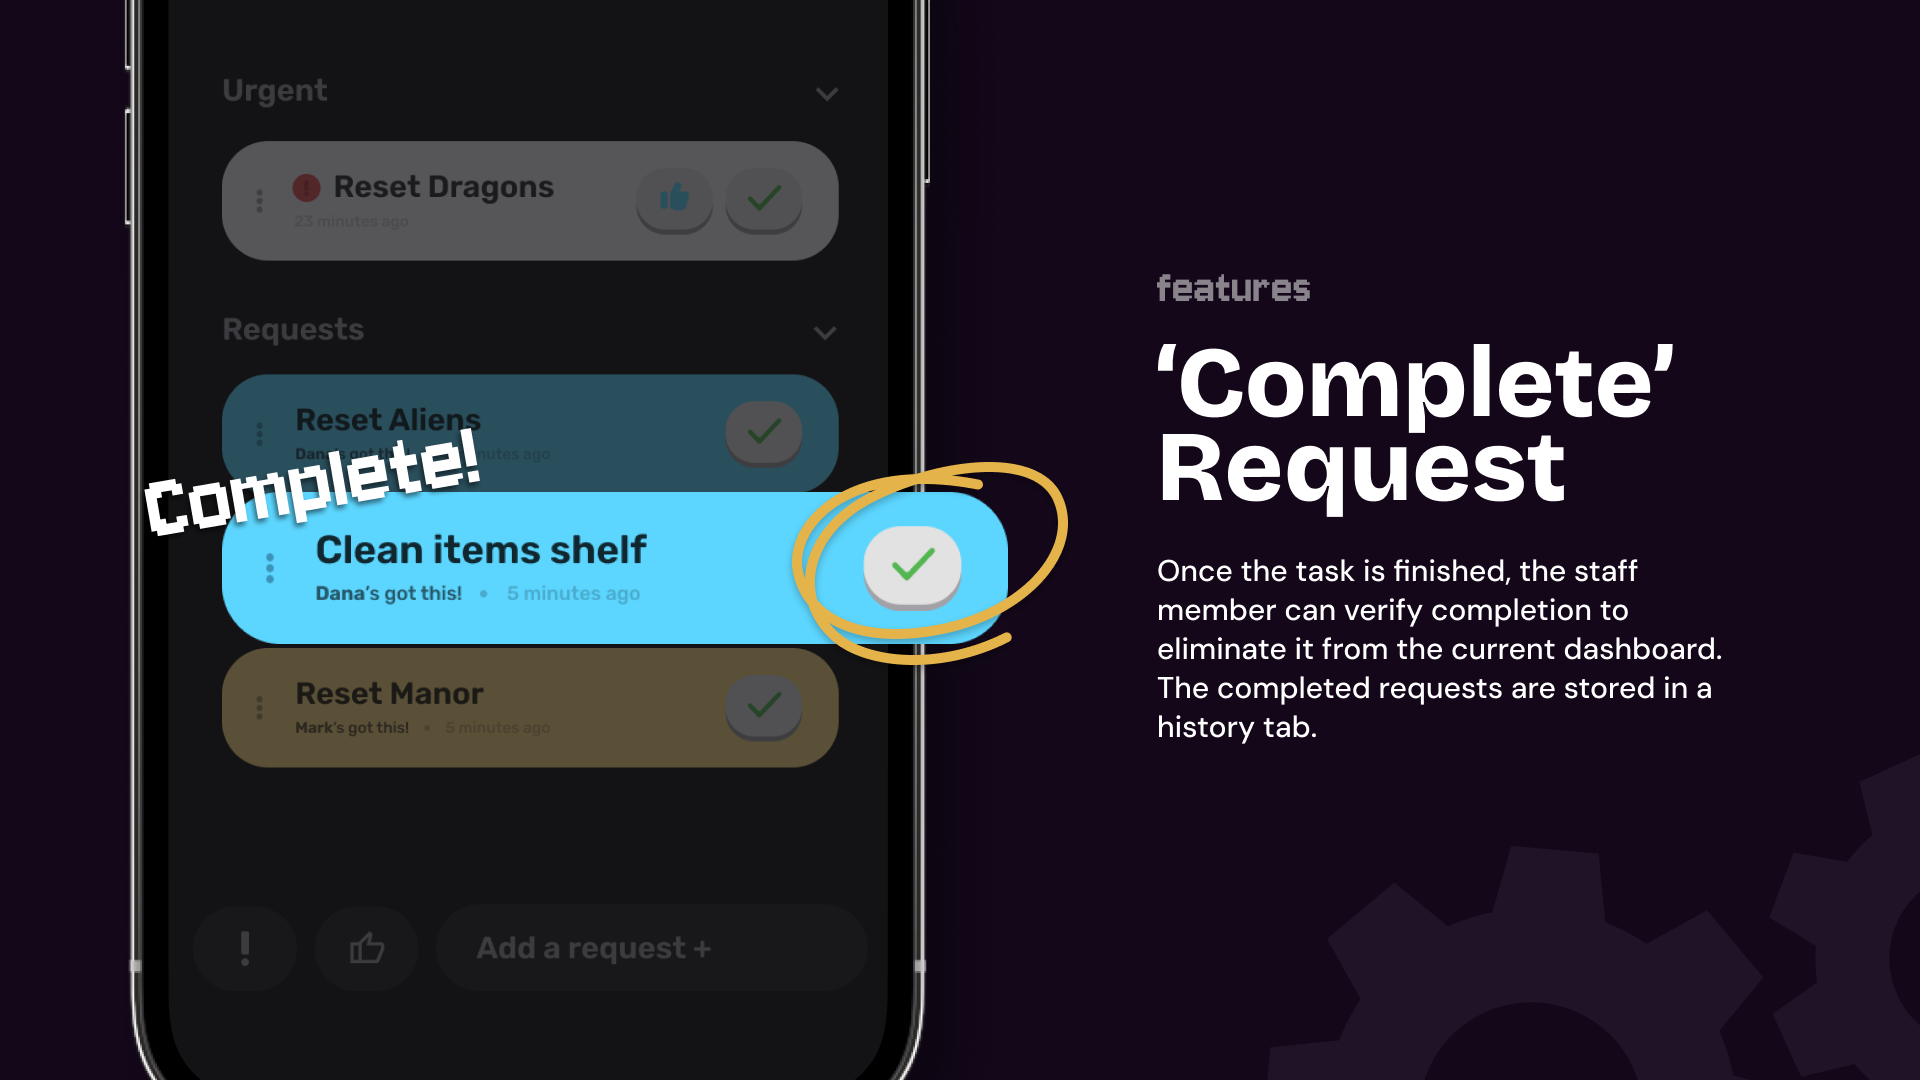 Urgent
Reset Dragons
23 minutes ago
Requests
Reset Aliens
Dana's got
nutes ago
Complete!
Clean items shelf
Dana's got this! • 5 minutes ago
Reset Manor
Mark's got this! • 5 minutes ago
Add a request +
features
‘Complete’
Request
Once the task is finished, the staff
member can verify completion to
eliminate it from the current dashboard.
The completed requests are stored in a
history tab.